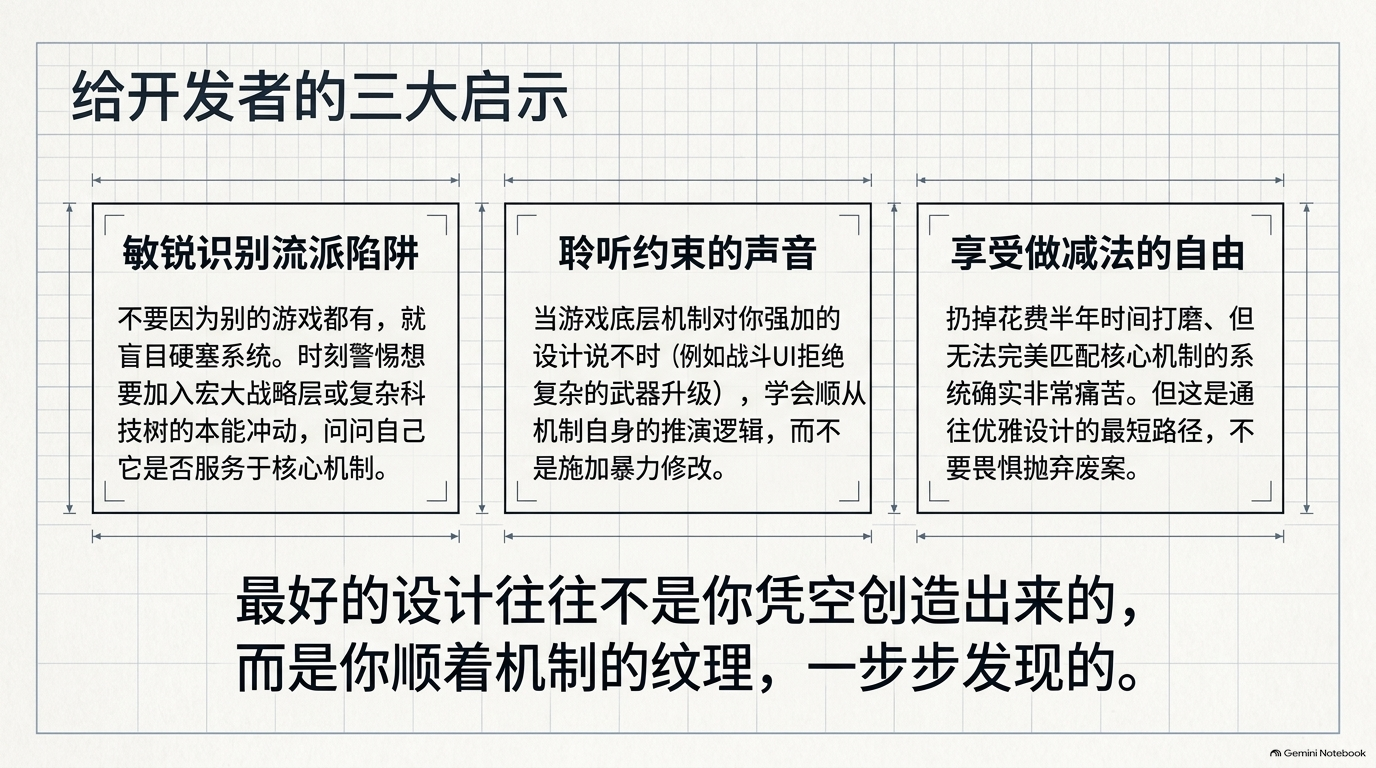 给开发者的三大启示
敏锐识别流派陷阱
不要因为别的游戏都有，就
盲目硬塞系统。时刻警惕想
要加入宏大战略层或复杂科
技树的本能冲动，问问自己
它是否服务于核心机制。
聆听约束的声音
当游戏底层机制对你强加的
设计说不时（例如战斗UI拒绝
复杂的武器升级），学会顺从
机制自身的推演逻辑，而不
是施加暴力修改。
享受做减法的自由
扔掉花费半年时间打磨、但
无法完美匹配核心机制的系
统确实非常痛苦。但这是通
往优雅设计的最短路径，不
要畏惧抛弃废案。
最好的设计往往不是你凭空创造出来的，
而是你顺着机制的纹理，一步步发现的。
Gemini Notebook